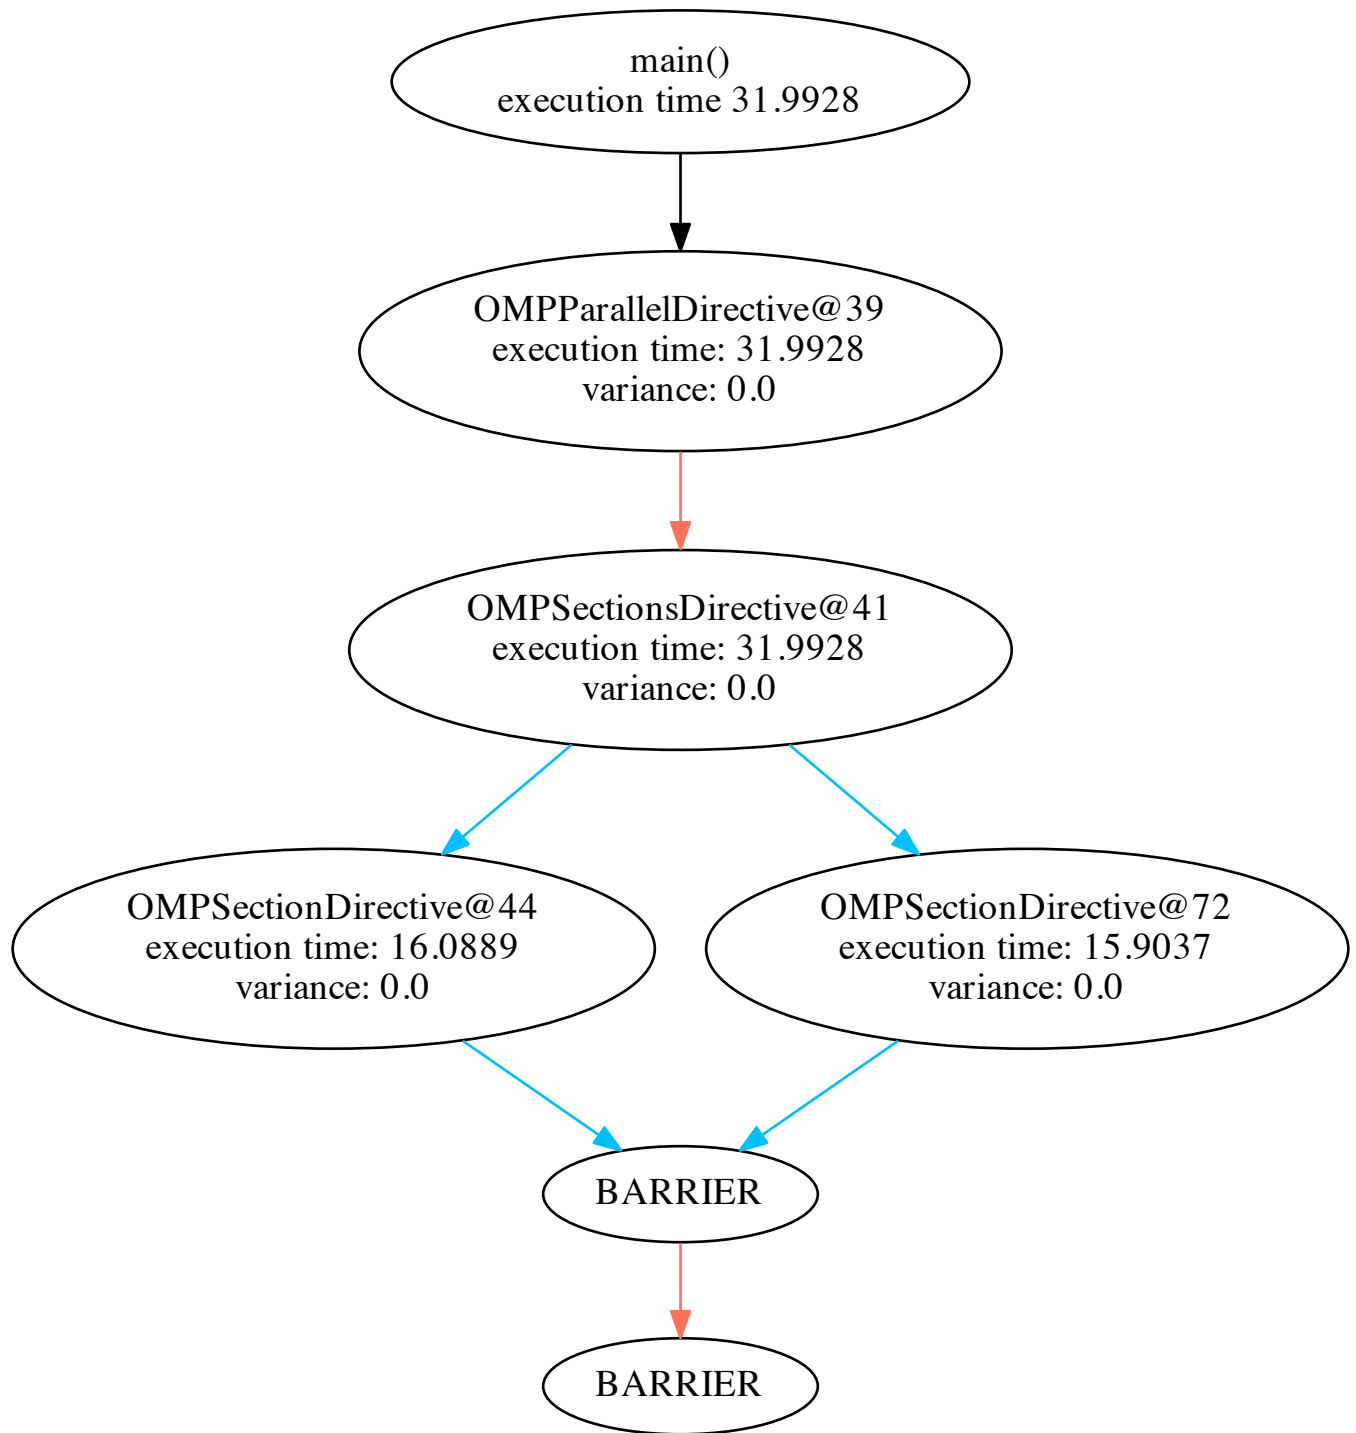 main()
execution time 31.9928
OMPParallelDirective@39
execution time: 31.9928
variance: 0.0
OMPSectionsDirective@41
execution time: 31.9928
variance: 0.0
OMPSectionDirective@44
execution time: 16.0889
variance: 0.0
OMPSectionDirective@72
execution time: 15.9037
variance: 0.0
BARRIER
BARRIER